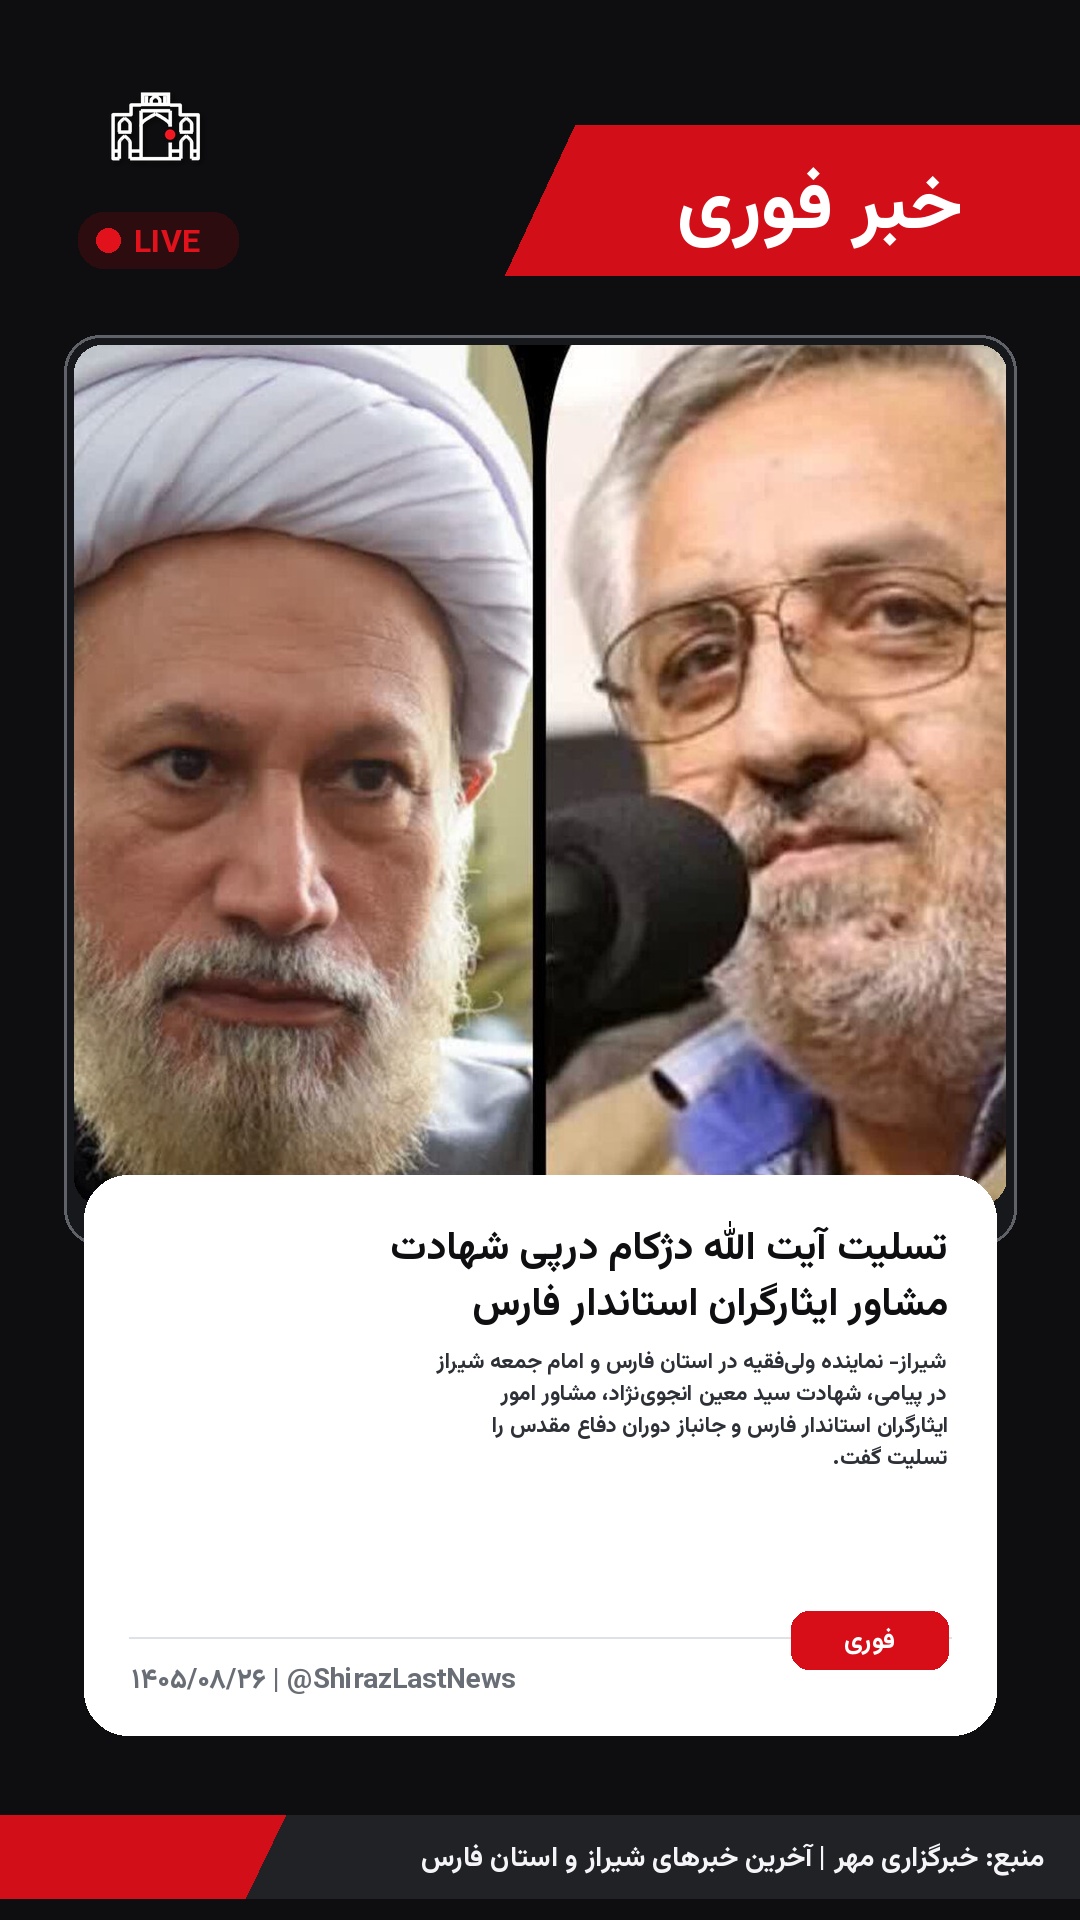 خبر فوری
LIVE
تسلیت آیت الله دژکام درپی شهادت
مشاور ایثارگران استاندار فارس
شیراز- نماینده ولی‌فقیه در استان فارس و امام جمعه شیراز
در پیامی، شهادت سید معین انجوی‌نژاد، مشاور امور
ایثارگران استاندار فارس و جانباز دوران دفاع مقدس را
تسلیت گفت.
فوری
۱۴۰۵/۰۸/۲۶ | @ShirazLastNews
منبع: خبرگزاری مهر | آخرین خبرهای شیراز و استان فارس